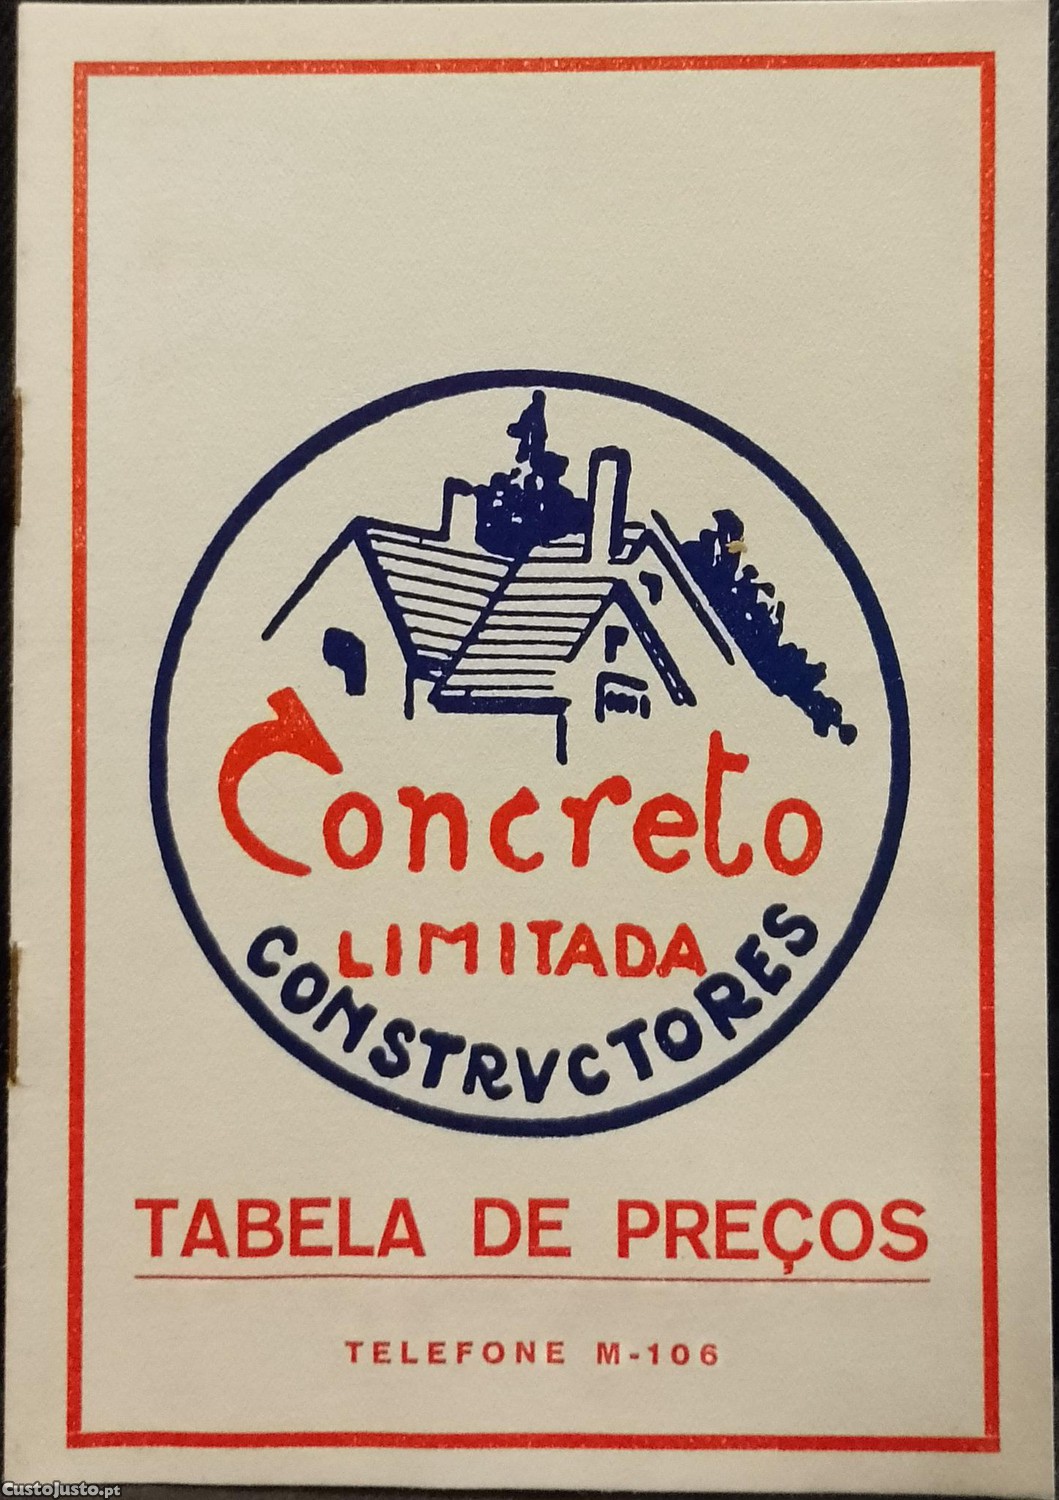 Concreto
LIMITADA
CONSTRVCTORES
TABELA DE PREÇOS
TELEFONE M-106
CustoJusto.pt